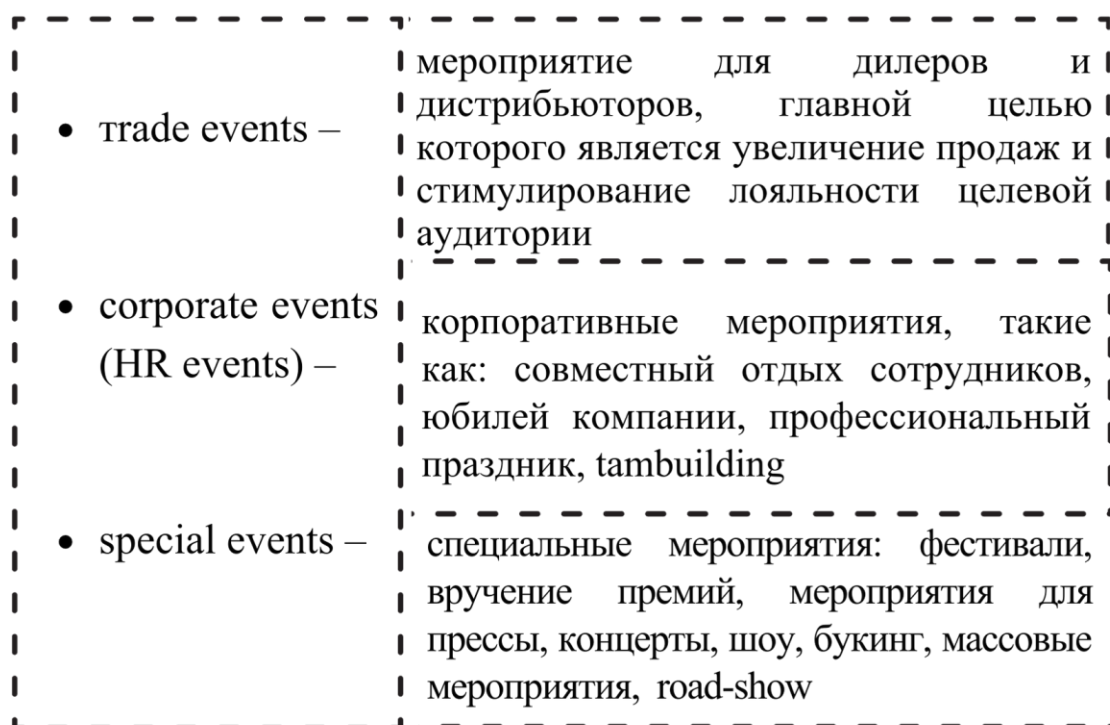 • тrade events –
мероприятие для дилеров и
дистрибьюторов, главной целью
которого является увеличение продаж и
стимулирование лояльности целевой
аудитории
• corporate events
(HR events) –
корпоративные мероприятия, такие
как: совместный отдых сотрудников,
юбилей компании, профессиональный
праздник, tambuilding
• special events –
специальные мероприятия: фестивали,
вручение премий, мероприятия для
прессы, концерты, шоу, букинг, массовые
мероприятия, road-show